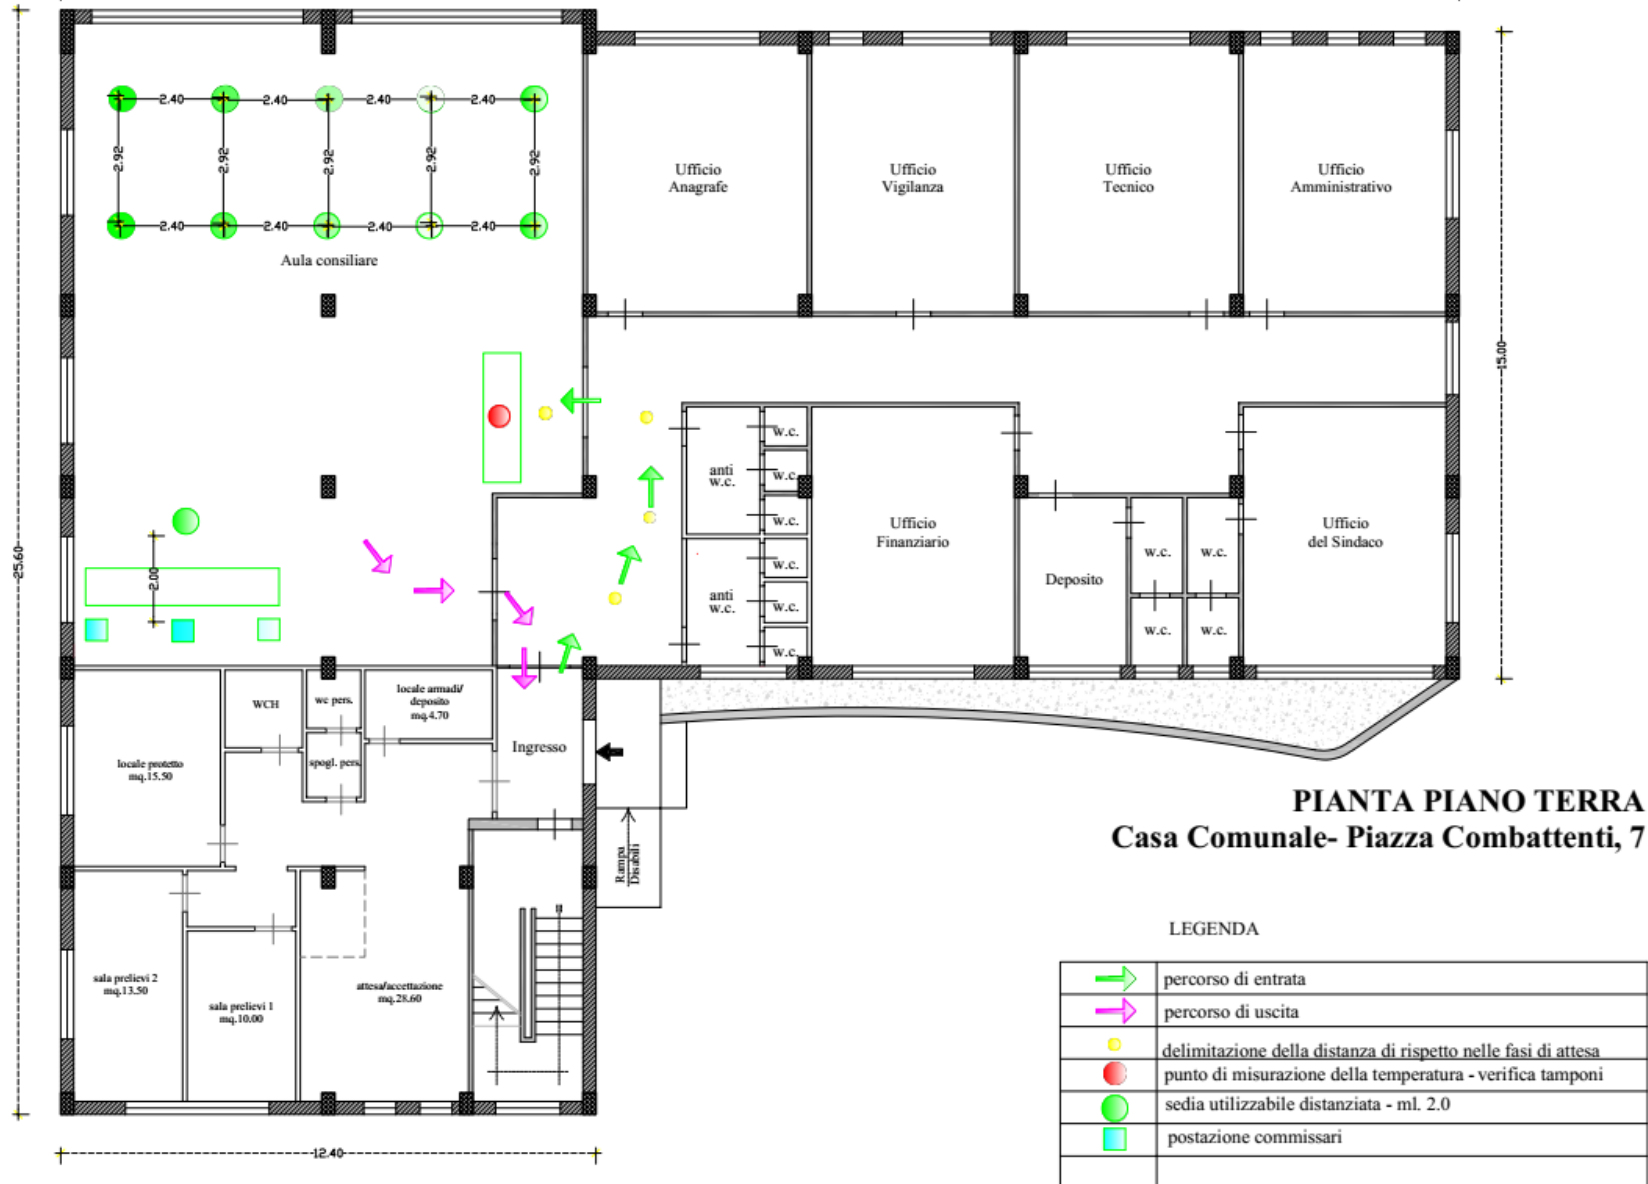 2.40 2.40 2.40 2.40
2.92 2.92 2.92 2.92 2.92
2.40 2.40 2.40 2.40
Aula consiliare
Ufficio
Anagrafe
Ufficio
Vigilanza
Ufficio
Tecnico
Ufficio
Amministrativo
25.60
15.00
2.00
anti
w.c.
anti
w.c.
w.c.
w.c.
w.c.
w.c.
w.c.
w.c.
Ufficio
Finanziario
Deposito
w.c.
w.c.
w.c.
w.c.
Ufficio
del Sindaco
locale protetto
mq.15.50
WCH
wc pers.
spogl. pers.
locale armadi/
deposito
mq.4.70
Ingresso
Rampa
Disabili
sala prelievi 2
mq.13.50
sala prelievi 1
mq.10.00
attesa/accettazione
mq.28.60
12.40
PIANTA PIANO TERRA
Casa Comunale- Piazza Combattenti, 7
LEGENDA
percorso di entrata
percorso di uscita
delimitazione della distanza di rispetto nelle fasi di attesa
punto di misurazione della temperatura - verifica tamponi
sedia utilizzabile distanziata - ml. 2.0
postazione commissari